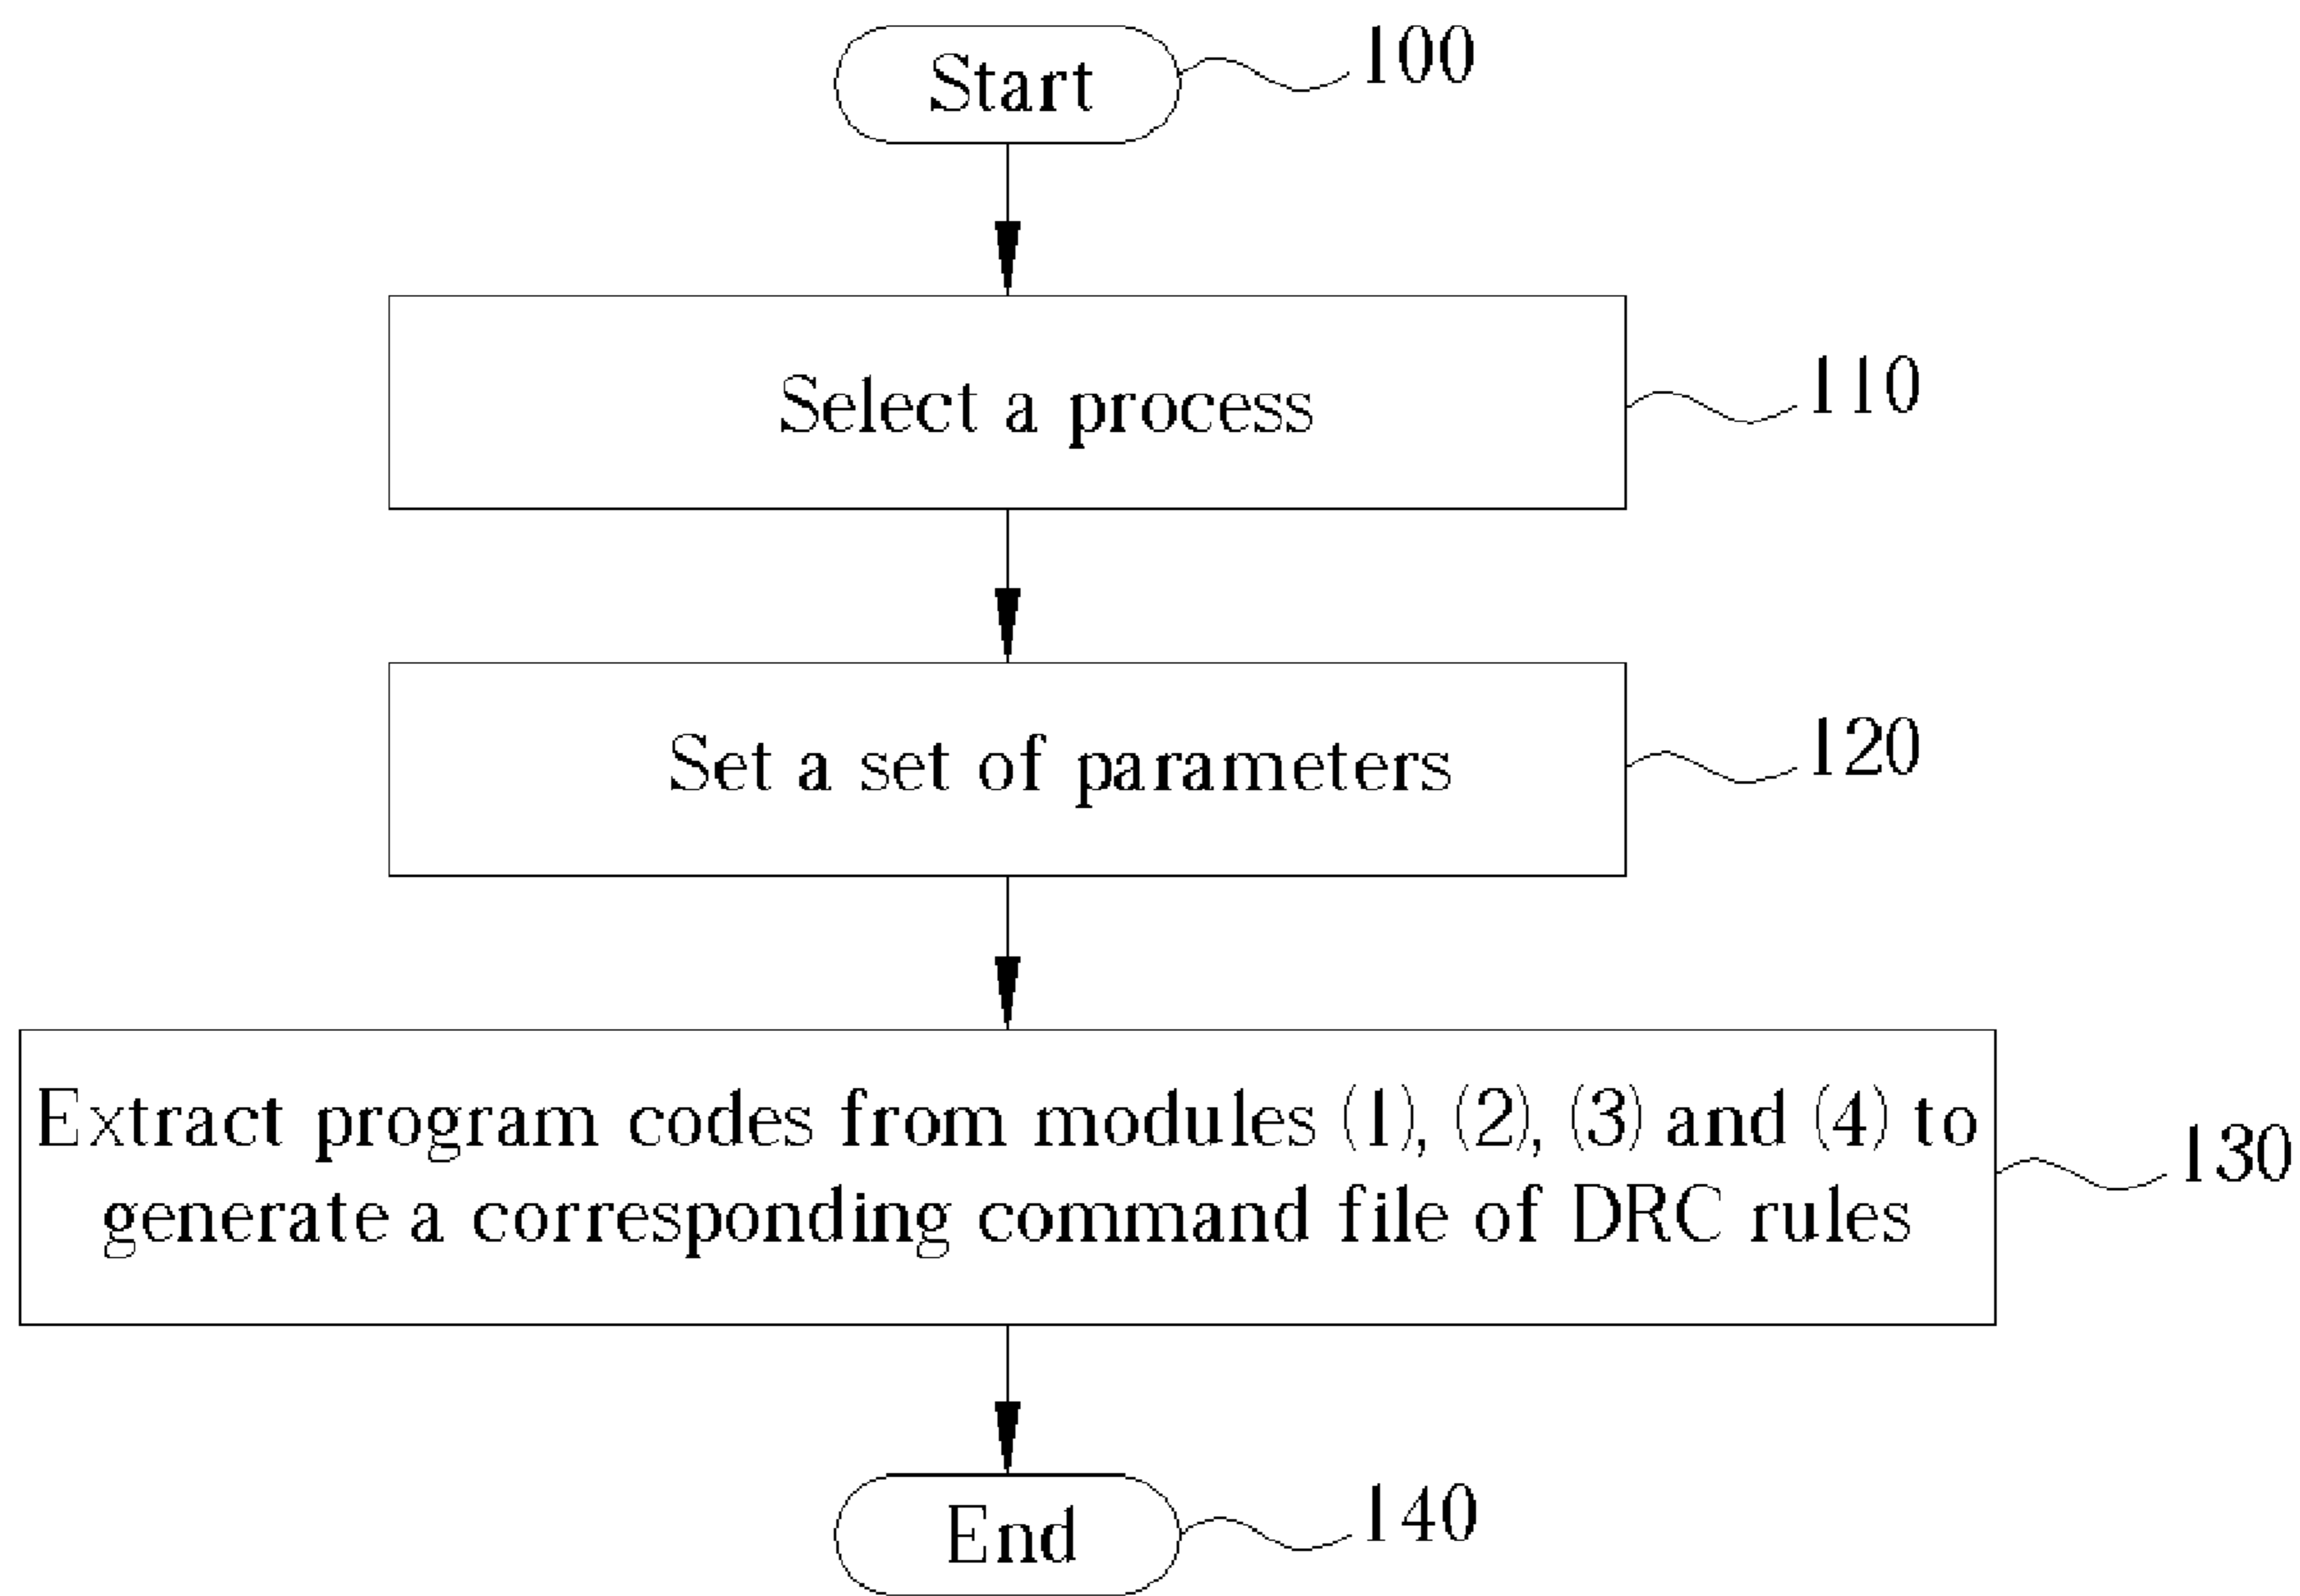 Start
100
Select a process
110
Set a set of parameters
120
Extract program codes from modules (1), (2), (3) and (4) to
generate a corresponding command file of DRC rules
130
End
140